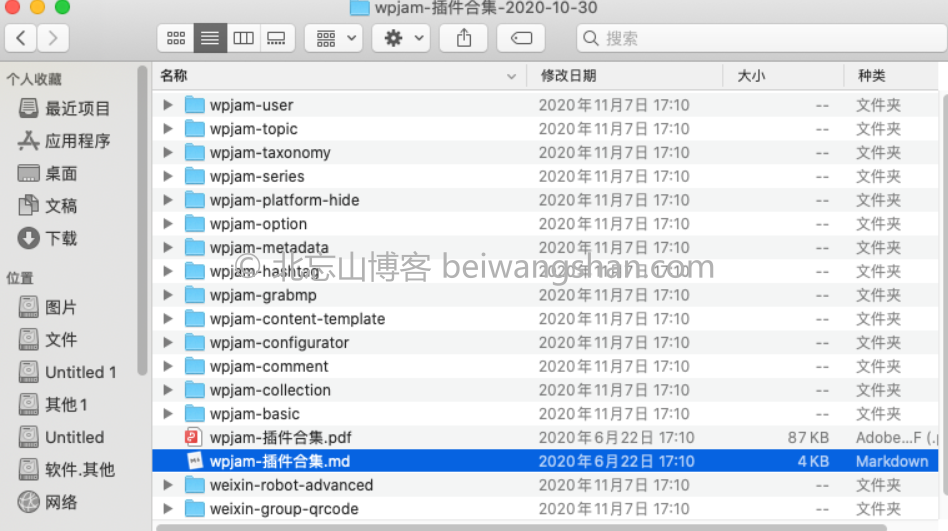 wpjam-插件合集-2020-10-30
搜索
个人收藏
最近项目
应用程序
桌面
文稿
下载
位置
图片
文件
Untitled 1
其他 1
Untitled
软件.其他
网络
名称 修改日期 大小 种类
wpjam-user 2020年11月7日 17:10 -- 文件夹
wpjam-topic 2020年11月7日 17:10 -- 文件夹
wpjam-taxonomy 2020年11月7日 17:10 -- 文件夹
wpjam-series 2020年11月7日 17:10 -- 文件夹
wpjam-platform-hide 2020年11月7日 17:10 -- 文件夹
wpjam-option 2020年11月7日 17:10 -- 文件夹
wpjam-metadata 2020年11月7日 17:10 -- 文件夹
wpjam-hashtag 2020年11月7日 17:10 -- 文件夹
© 北忘山博客 beiwangshan.com
wpjam-grabmp 2020年11月7日 17:10 -- 文件夹
wpjam-content-template 2020年11月7日 17:10 -- 文件夹
wpjam-configurator 2020年11月7日 17:10 -- 文件夹
wpjam-comment 2020年11月7日 17:10 -- 文件夹
wpjam-collection 2020年11月7日 17:10 -- 文件夹
wpjam-basic 2020年11月7日 17:10 -- 文件夹
wpjam-插件合集.pdf 2020年6月22日 17:10 87 KB Adobe...F (.p
wpjam-插件合集.md 2020年6月22日 17:10 4 KB Markdown
weixin-robot-advanced 2020年11月7日 17:10 -- 文件夹
weixin-group-qrcode 2020年11月7日 17:10 -- 文件夹